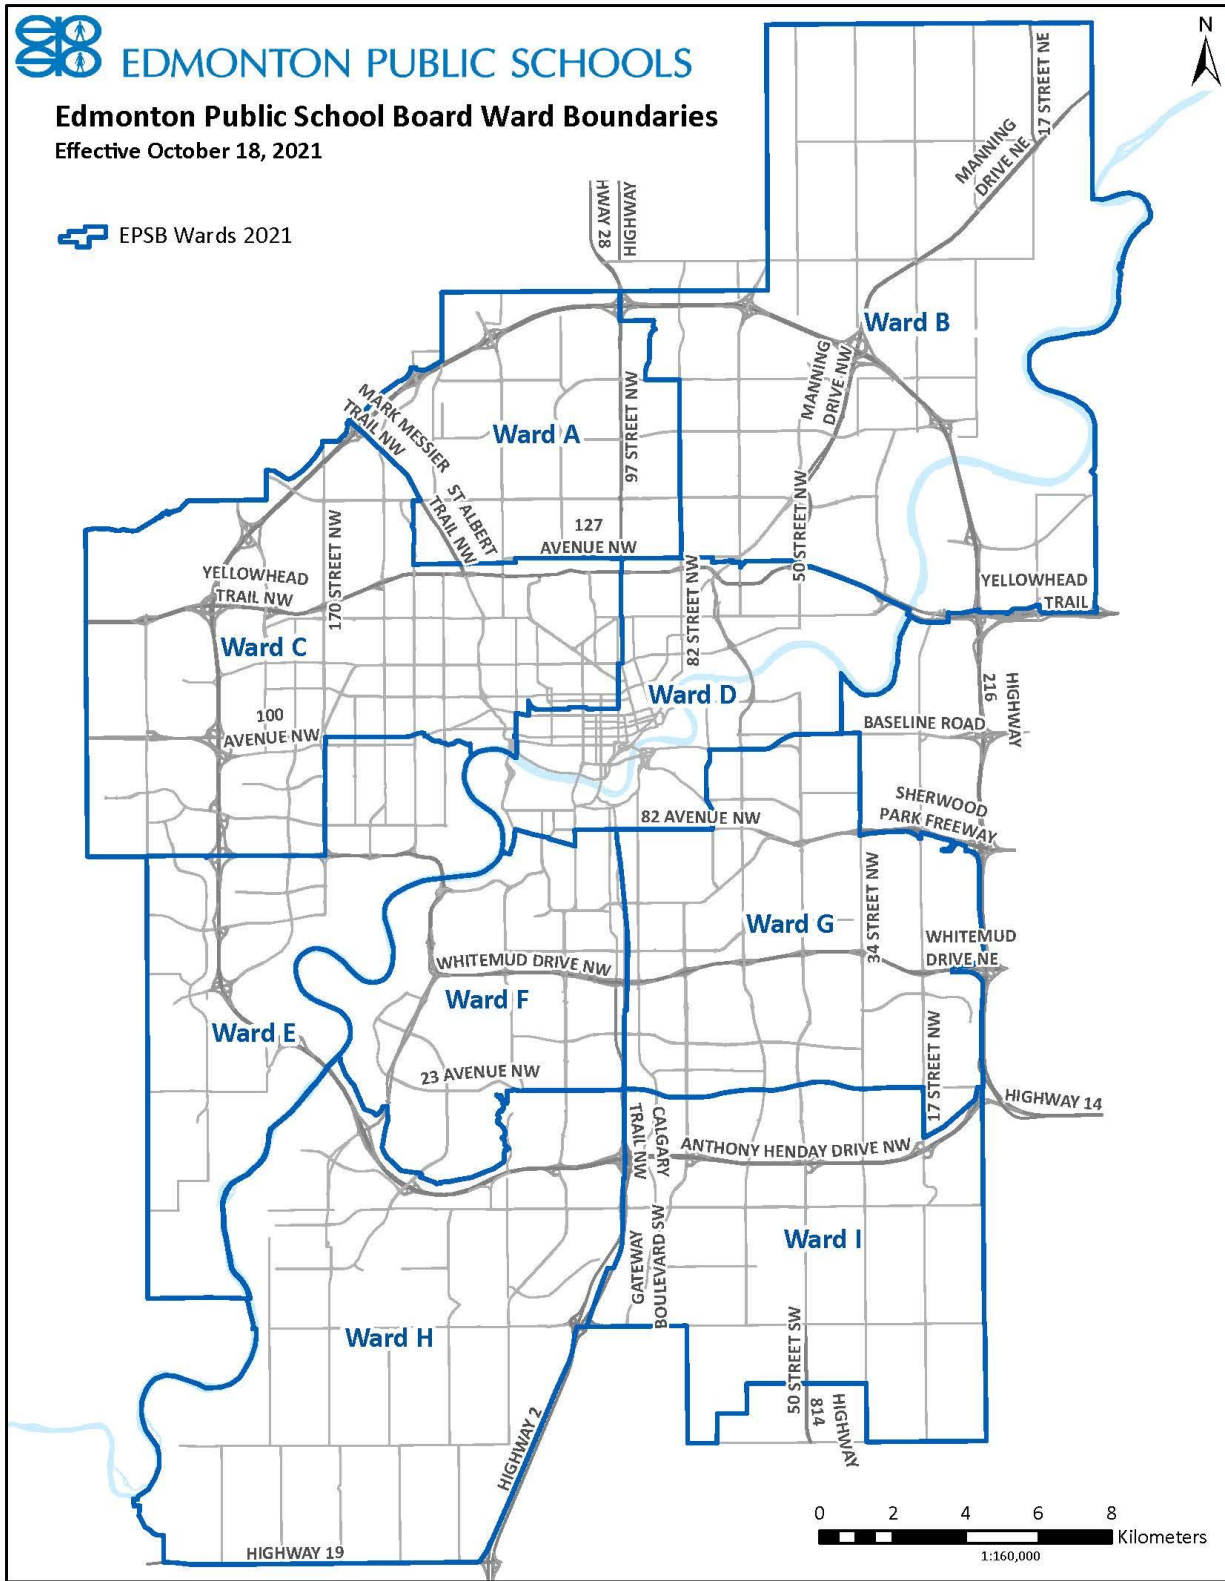 EDMONTON PUBLIC SCHOOLS
N
Edmonton Public School Board Ward Boundaries
Effective October 18, 2021
EPSB Wards 2021
17 STREET NE
MANNING
DRIVE NE
HWAY 28
HIGHWAY
Ward B
MANNING
DRIVE NW
MARK MESSIER
TRAIL NW
Ward A
97 STREET NW
ST ALBERT
TRAIL NW
50 STREET NW
170 STREET NW
127
AVENUE NW
YELLOWHEAD
TRAIL NW
82 STREET NW
YELLOWHEAD
TRAIL
Ward C
Ward D
216
HIGHWAY
100
AVENUE NW
BASELINE ROAD
SHERWOOD
PARK FREEWAY
82 AVENUE NW
34 STREET NW
Ward G
WHITEMUD
DRIVE NE
WHITEMUD DRIVE NW
Ward F
Ward E
17 STREET NW
23 AVENUE NW
HIGHWAY 14
CALGARY
TRAIL NW
ANTHONY HENDAY DRIVE NW
GATEWAY
BOULEVARD SW
Ward I
Ward H
50 STREET SW
814
HIGHWAY
HIGHWAY 2
HIGHWAY 19
0 2 4 6 8
Kilometers
1:160,000